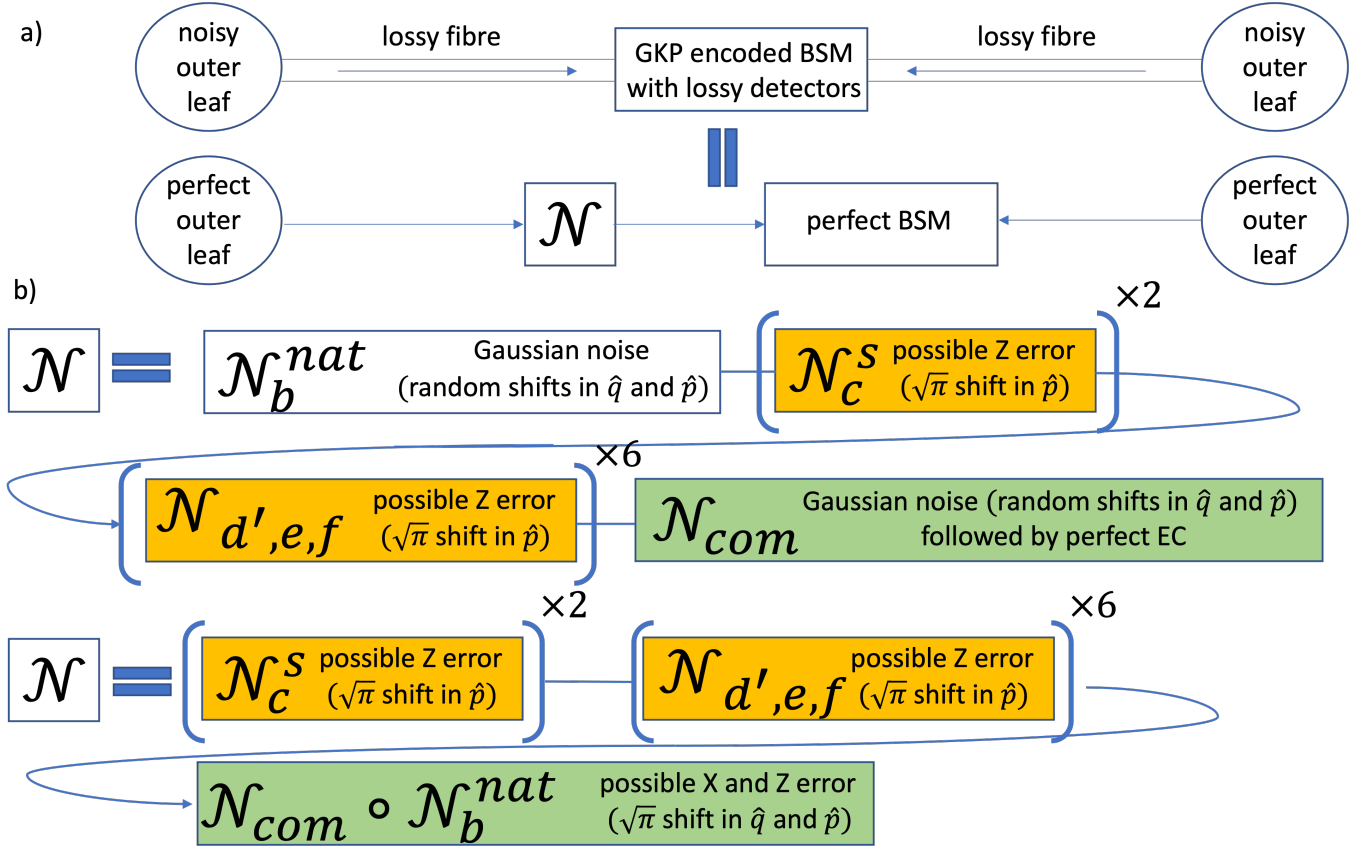 a)
noisy
outer
leaf
lossy fibre
GKP encoded BSM
with lossy detectors
lossy fibre
noisy
outer
leaf
perfect
outer
leaf
𝒩
perfect BSM
perfect
outer
leaf
b)
𝒩
𝒩_b^nat
Gaussian noise
(random shifts in q̂ and p̂)
𝒩_c^s
possible Z error
(√π shift in p̂)
×2
𝒩_d′,e,f
possible Z error
(√π shift in p̂)
×6
𝒩_com
Gaussian noise (random shifts in q̂ and p̂)
followed by perfect EC
𝒩
𝒩_c^s
possible Z error
(√π shift in p̂)
×2
𝒩_d′,e,f
possible Z error
(√π shift in p̂)
×6
𝒩_com ∘ 𝒩_b^nat
possible X and Z error
(√π shift in q̂ and p̂)